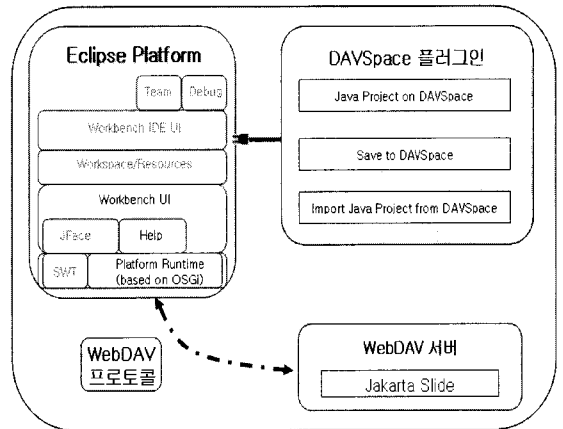 Eclipse Platform
Team
Debug
Workbench IDE UI
Workspace/Resources
Workbench UI
JFace
Help
SWT
Platform Runtime
(based on OSGi)
DAVSpace 플러그인
Java Project on DAVSpace
Save to DAVSpace
Import Java Project from DAVSpace
WebDAV
프로토콜
WebDAV 서버
Jakarta Slide